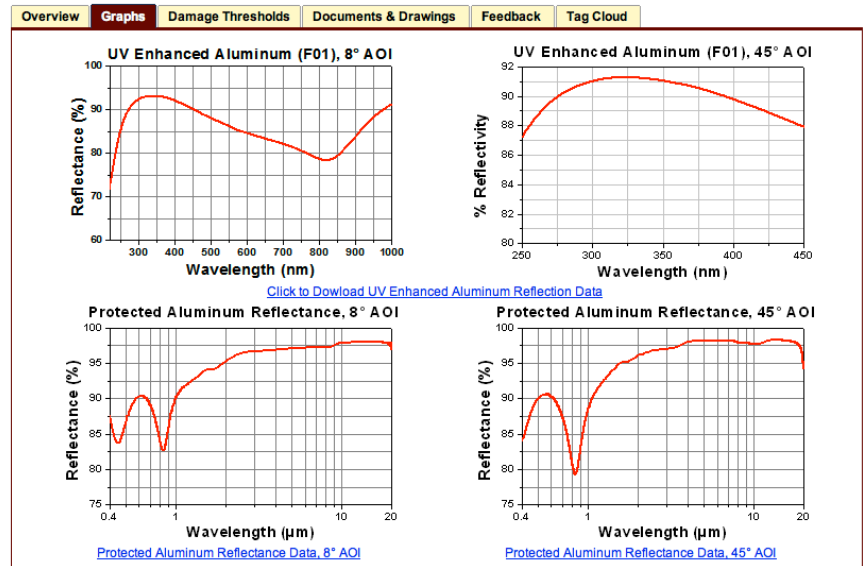 Overview Graphs Damage Thresholds Documents & Drawings Feedback Tag Cloud
UV Enhanced Aluminum (F01), 8° AOI
100
90
80
70
60
Reflectance (%)
300 400 500 600 700 800 900 1000
Wavelength (nm)
UV Enhanced Aluminum (F01), 45° AOI
92
90
88
86
84
82
80
% Reflectivity
250 300 350 400 450
Wavelength (nm)
Click to Dowload UV Enhanced Aluminum Reflection Data
Protected Aluminum Reflectance, 8° AOI
100
95
90
85
80
75
Reflectance (%)
0.4 1 10 20
Wavelength (µm)
Protected Aluminum Reflectance Data, 8° AOI
Protected Aluminum Reflectance, 45° AOI
100
95
90
85
80
75
Reflectance (%)
0.4 1 10 20
Wavelength (µm)
Protected Aluminum Reflectance Data, 45° AOI